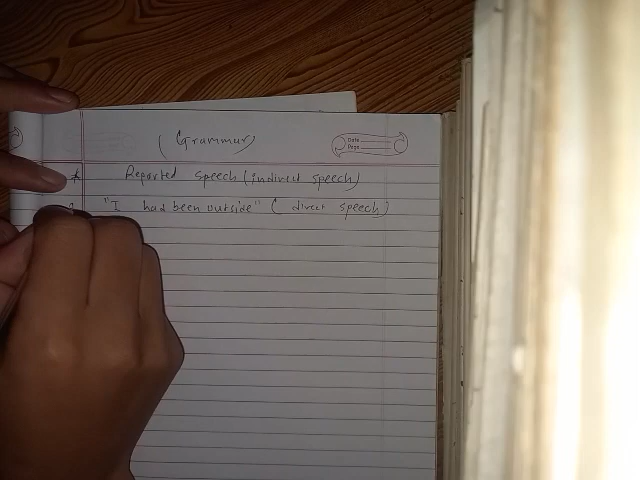 (Grammar)
Date
Page
* Reported speech (indirect speech)
"I had been outside" (direct speech)